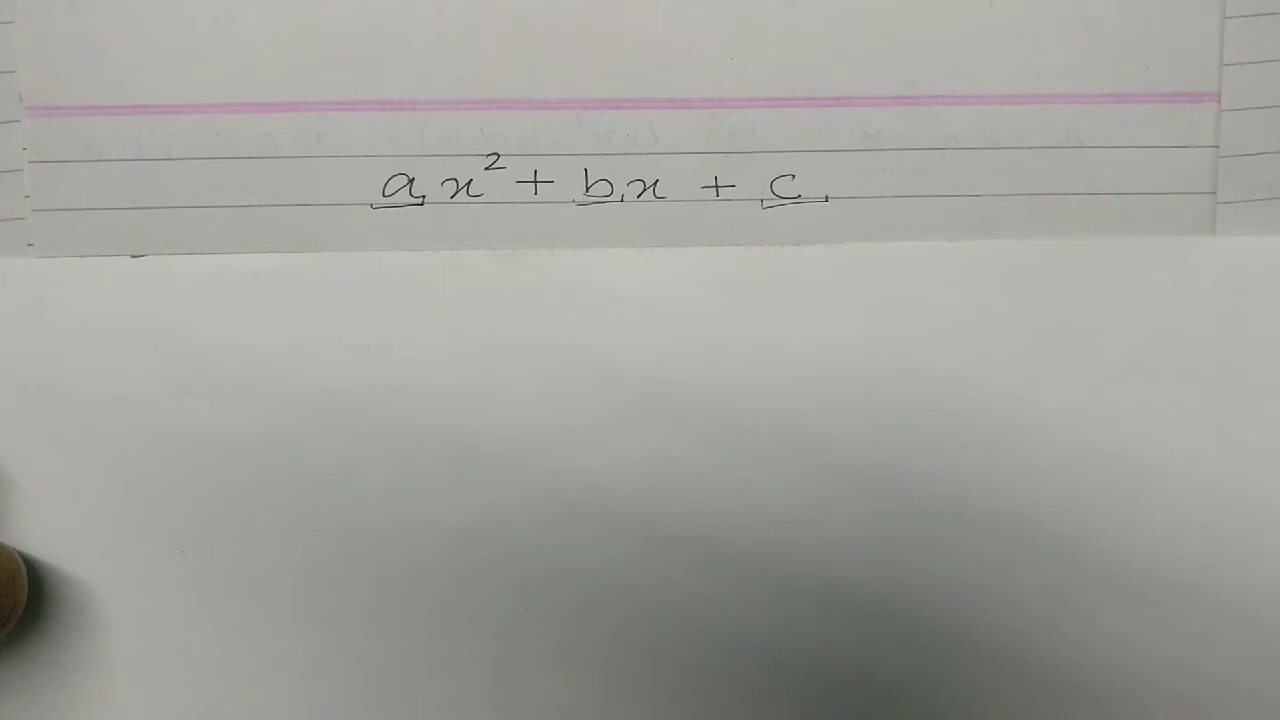 ax² + bx + c